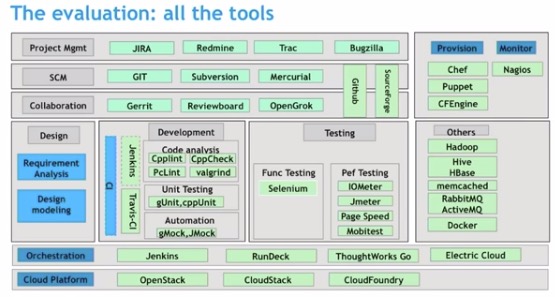 The evaluation: all the tools
Project Mgmt JIRA Redmine Trac Bugzilla
SCM GIT Subversion Mercurial
Collaboration Gerrit Reviewboard OpenGrok
Github
SourceForge
Provision Monitor
Chef Nagios
Puppet
CFEngine
Design
Requirement
Analysis
Design
modeling
CI
Development
Jenkins
Travis-CI
Code analysis
Cpplint CppCheck
PcLint valgrind
Unit Testing
gUnit,cppUnit
Automation
gMock,JMock
Testing
Func Testing
Selenium
Pef Testing
IOMeter
Jmeter
Page Speed
Mobitest
Others
Hadoop
Hive
HBase
memcached
RabbitMQ
ActiveMQ
Docker
Orchestration Jenkins RunDeck ThoughtWorks Go Electric Cloud
Cloud Platform OpenStack CloudStack CloudFoundry